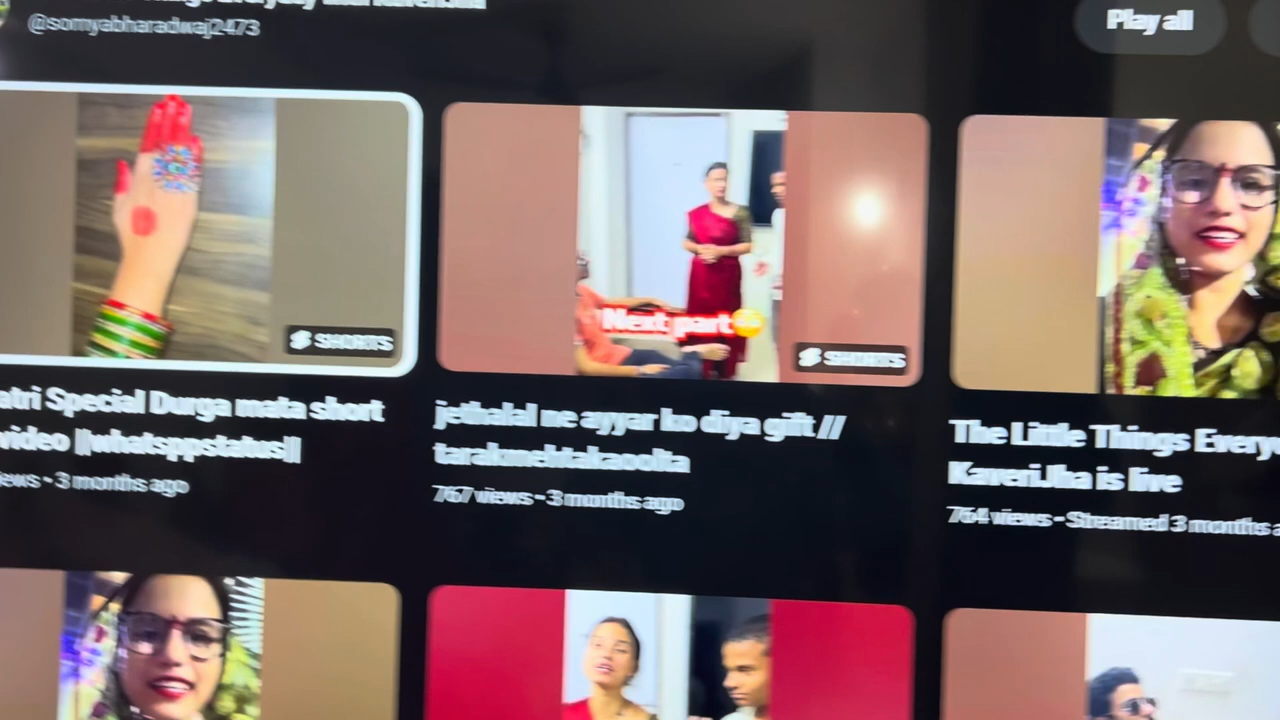 @somyabharadwaj2473
Play all
SHORTS
Next part
SHORTS
Special Durga mata short
video ||whatsppstatus||
3 months ago
jethalal ne ayyar ko diya gift //
tarakmehtakaoolta
767 views • 3 months ago
The Little Things
KaveriJha is live
764 views • Streamed 3 months